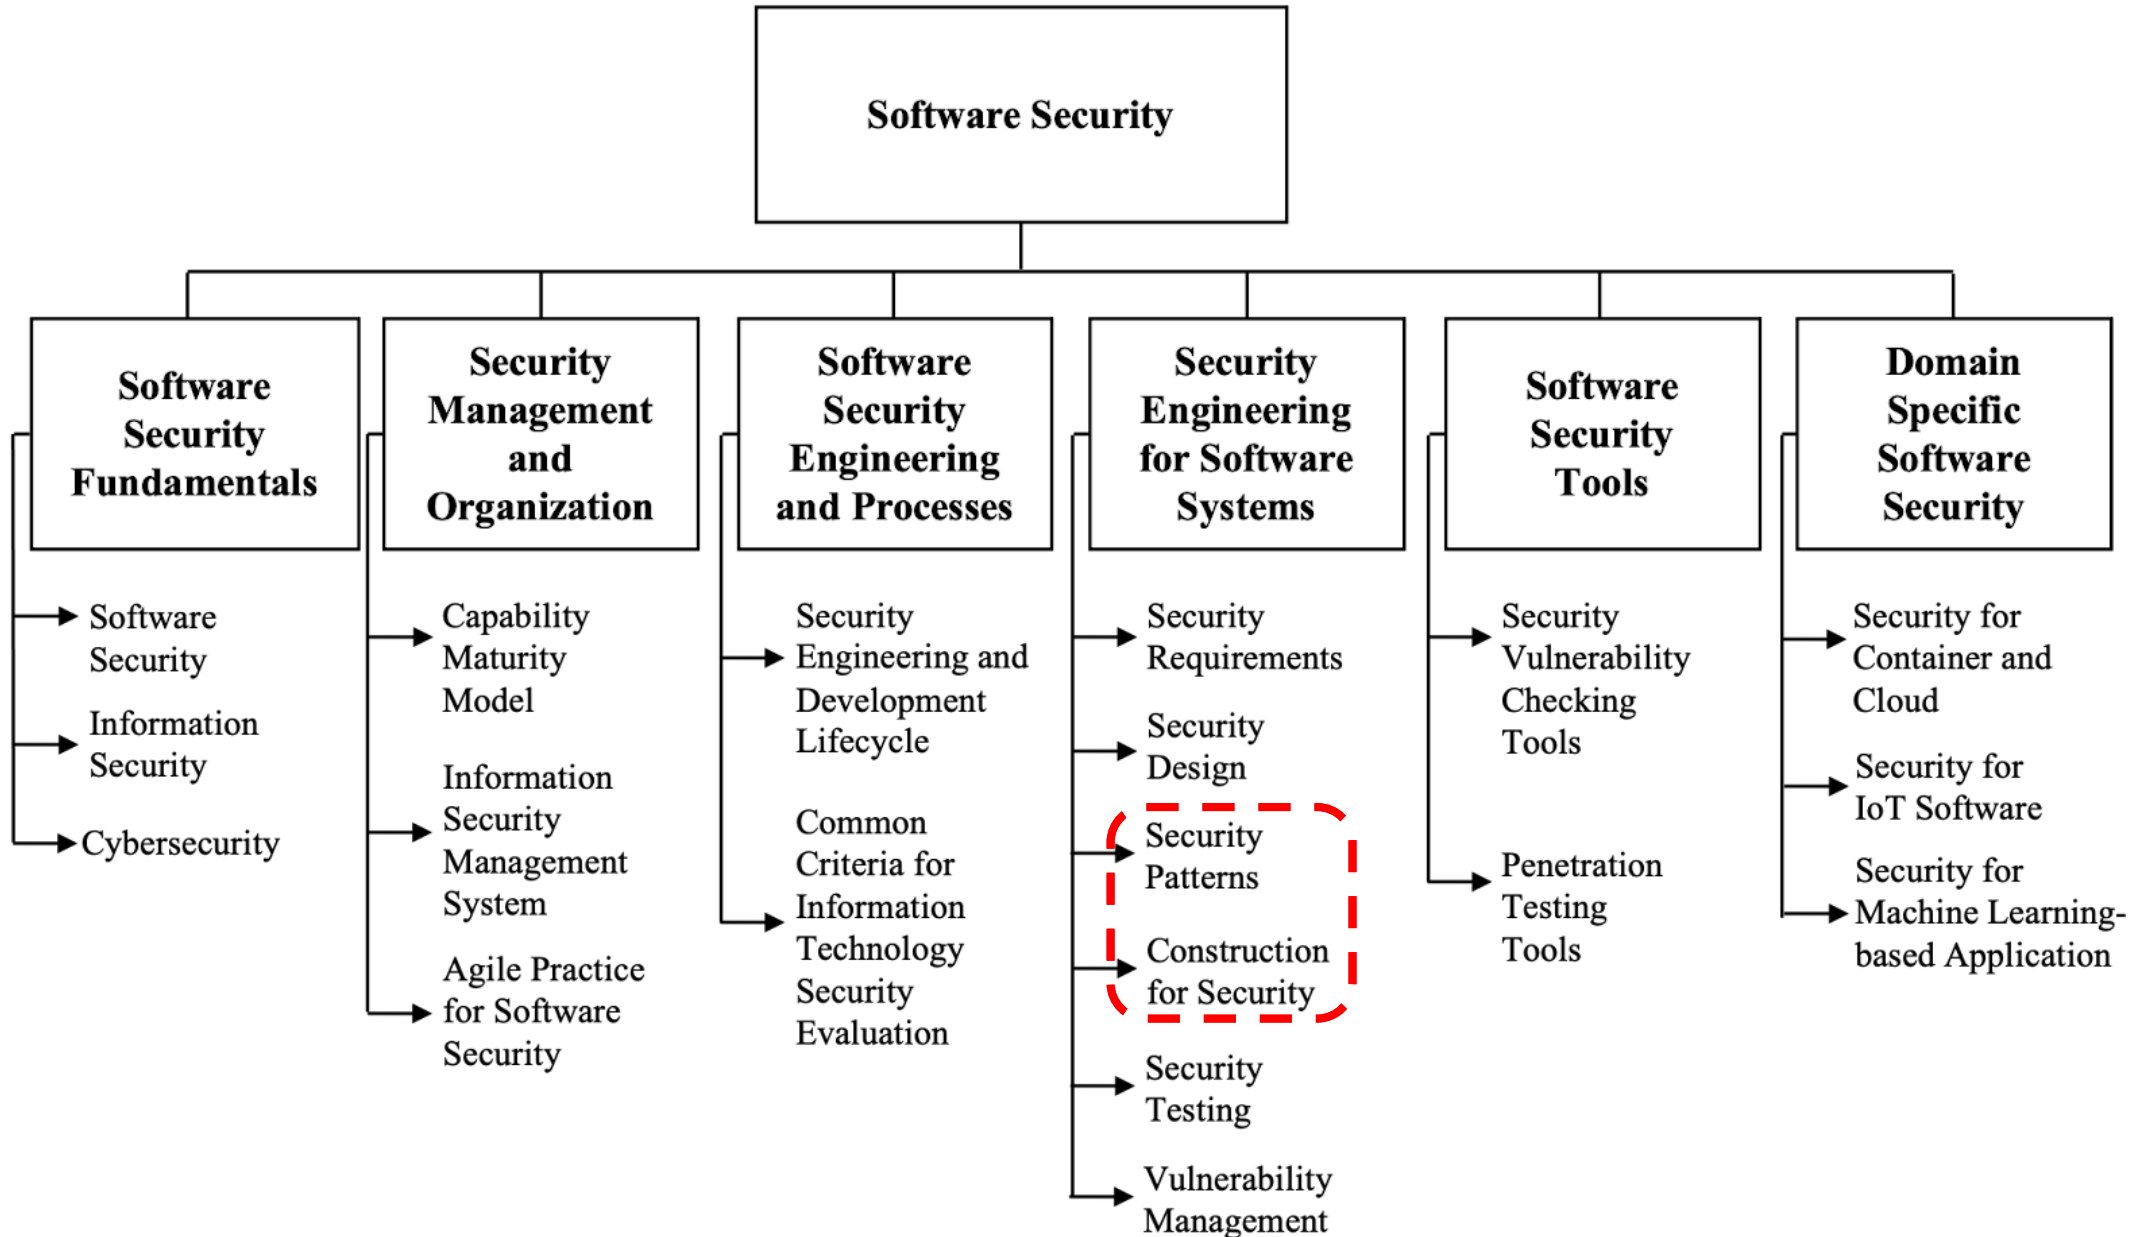 Software Security
Software
Security
Fundamentals
Security
Management
and
Organization
Software
Security
Engineering
and Processes
Security
Engineering
for Software
Systems
Software
Security
Tools
Domain
Specific
Software
Security
Software
Security
Information
Security
Cybersecurity
Capability
Maturity
Model
Information
Security
Management
System
Agile Practice
for Software
Security
Security
Engineering and
Development
Lifecycle
Common
Criteria for
Information
Technology
Security
Evaluation
Security
Requirements
Security
Design
Security
Patterns
Construction
for Security
Security
Testing
Vulnerability
Management
Security
Vulnerability
Checking
Tools
Penetration
Testing
Tools
Security for
Container and
Cloud
Security for
IoT Software
Security for
Machine Learning-
based Application